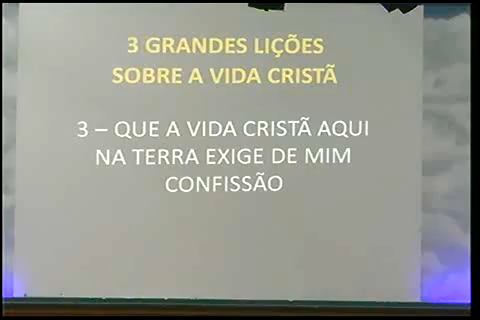 3 GRANDES LIÇÕES
SOBRE A VIDA CRISTÃ
3 – QUE A VIDA CRISTÃ AQUI
NA TERRA EXIGE DE MIM
CONFISSÃO